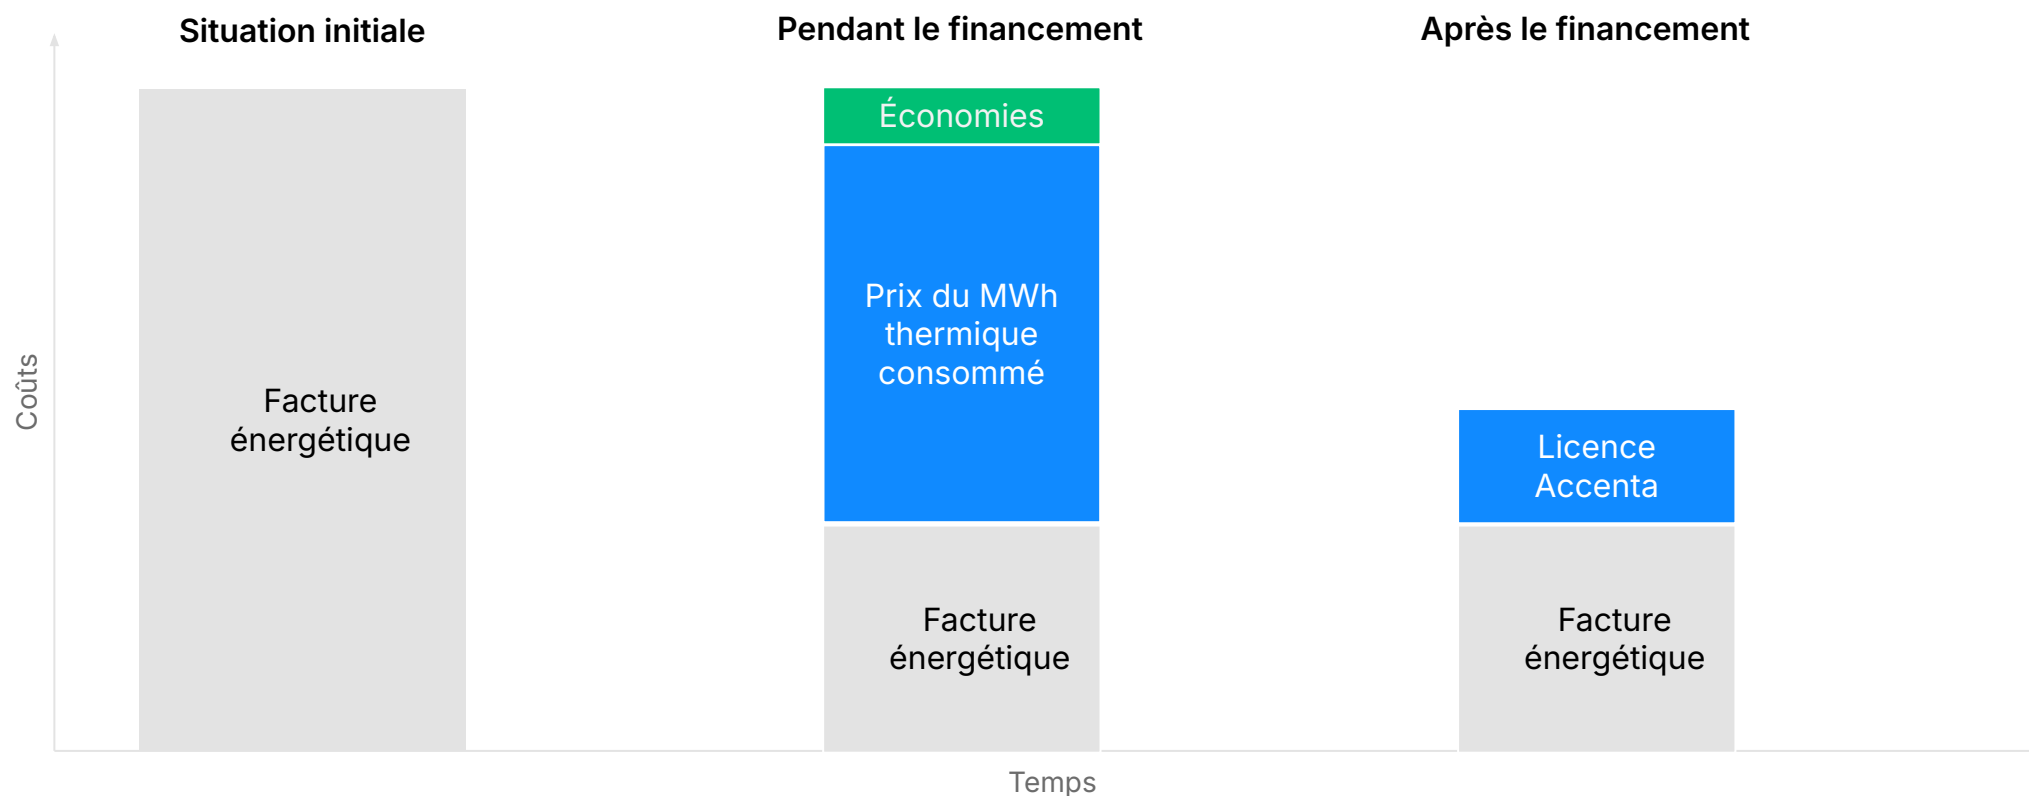 Situation initiale
Pendant le financement
Après le financement
Coûts
Facture
énergétique
Économies
Prix du MWh
thermique
consommé
Facture
énergétique
Licence
Accenta
Facture
énergétique
Temps